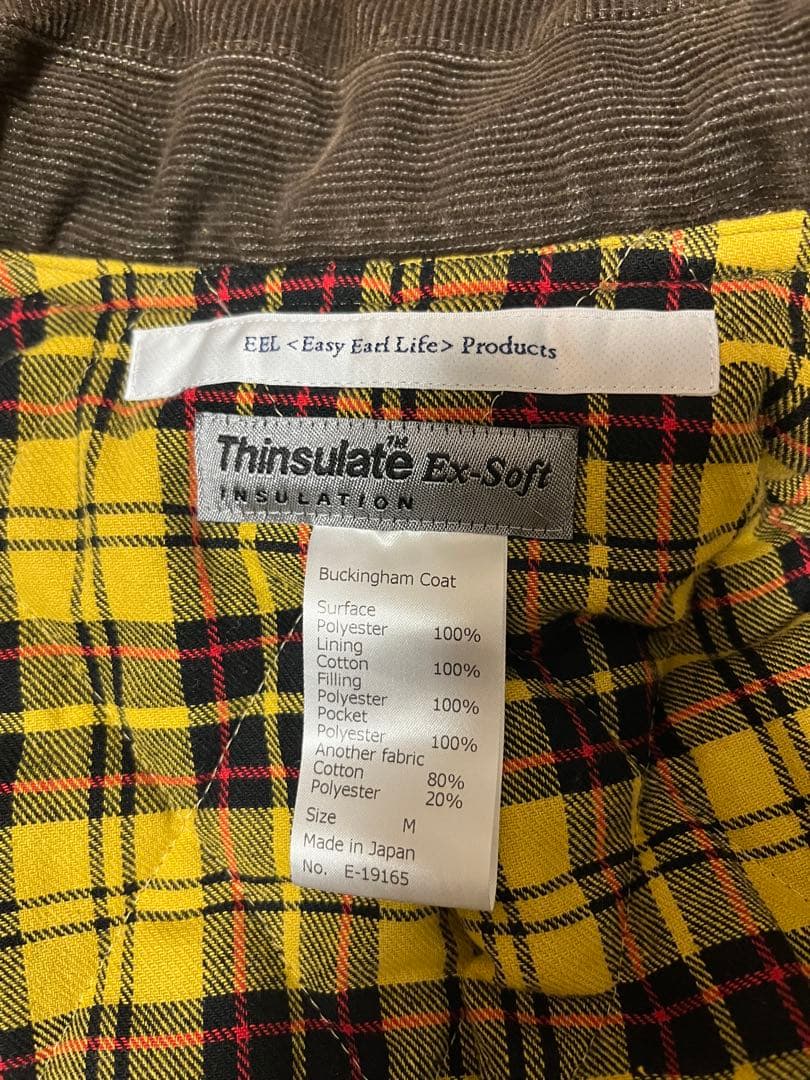 EEL <Easy Earl Life> Products
Thinsulate™ Ex-Soft
INSULATION
Buckingham Coat
Surface
Polyester 100%
Lining
Cotton 100%
Filling
Polyester 100%
Pocket
Polyester 100%
Another fabric
Cotton 80%
Polyester 20%
Size M
Made in Japan
No. E-19165